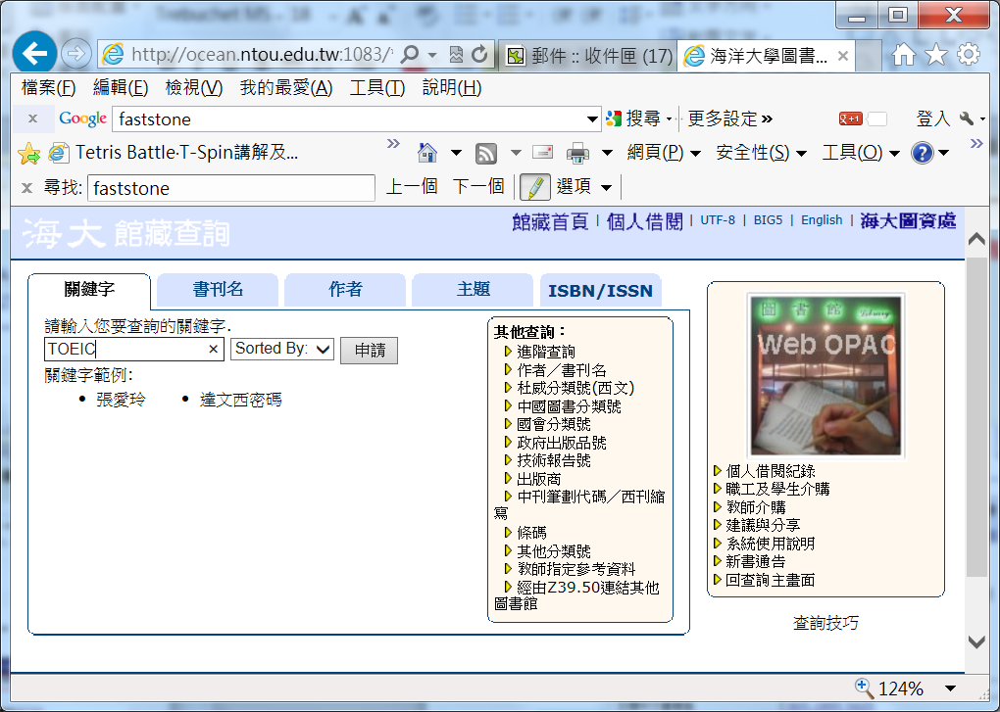 http://ocean.ntou.edu.tw:1083/
郵件 :: 收件匣 (17)
海洋大學圖書...
檔案(F) 編輯(E) 檢視(V) 我的最愛(A) 工具(T) 說明(H)
x Google faststone 搜尋 更多設定 » +1 登入
Tetris Battle·T-Spin講解及... » 網頁(P) 安全性(S) 工具(O) »
x 尋找: faststone 上一個 下一個 選項
海大 館藏查詢
館藏首頁 | 個人借閱 | UTF-8 | BIG5 | English | 海大圖資處
關鍵字 書刊名 作者 主題 ISBN/ISSN
請輸入您要查詢的關鍵字.
TOEIC × Sorted By: 申請
關鍵字範例:
• 張愛玲 • 達文西密碼
其他查詢：
進階查詢
作者／書刊名
杜威分類號(西文)
中國圖書分類號
國會分類號
政府出版品號
技術報告號
出版商
中刊筆劃代碼／西刊縮
寫
條碼
其他分類號
教師指定參考資料
經由Z39.50連結其他
圖書館
圖書館 Library
Web OPAC
個人借閱紀錄
職工及學生介購
教師介購
建議與分享
系統使用說明
新書通告
回查詢主畫面
查詢技巧
124%